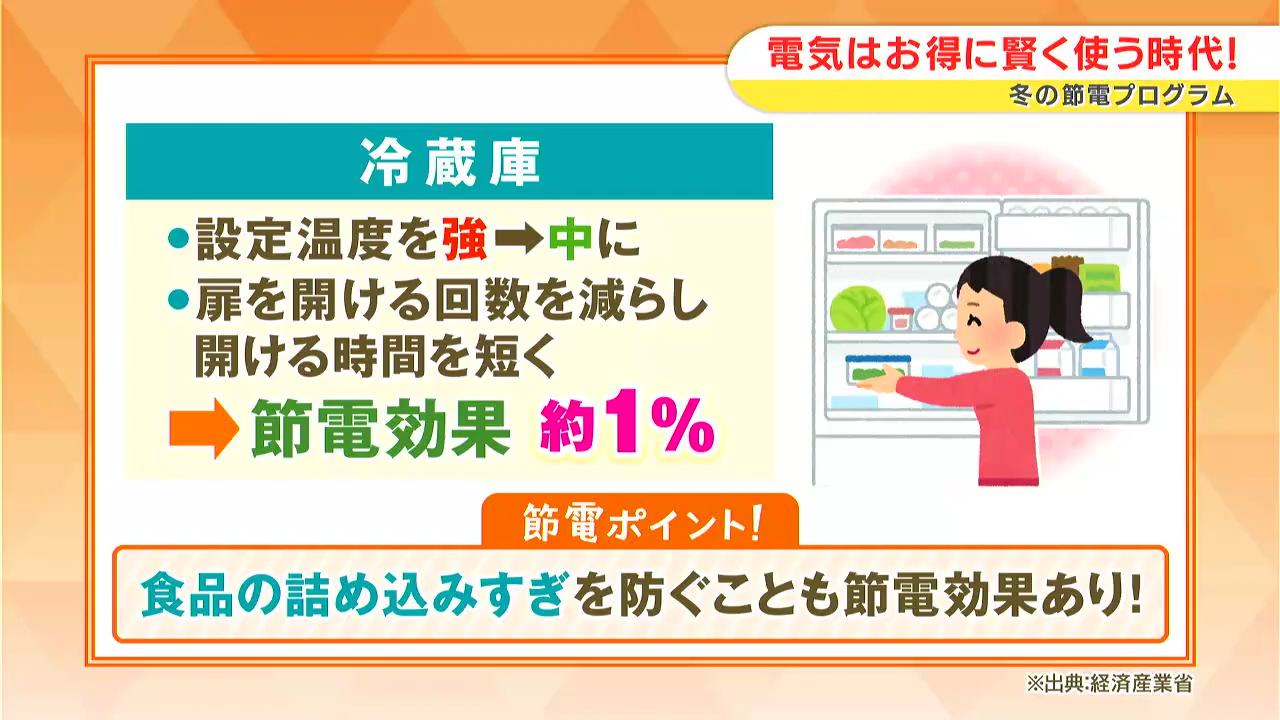 電気はお得に賢く使う時代!
冬の節電プログラム
冷蔵庫
●設定温度を強➡中に
●扉を開ける回数を減らし
開ける時間を短く
➡節電効果 約1%
節電ポイント!
食品の詰め込みすぎを防ぐことも節電効果あり!
※出典:経済産業省